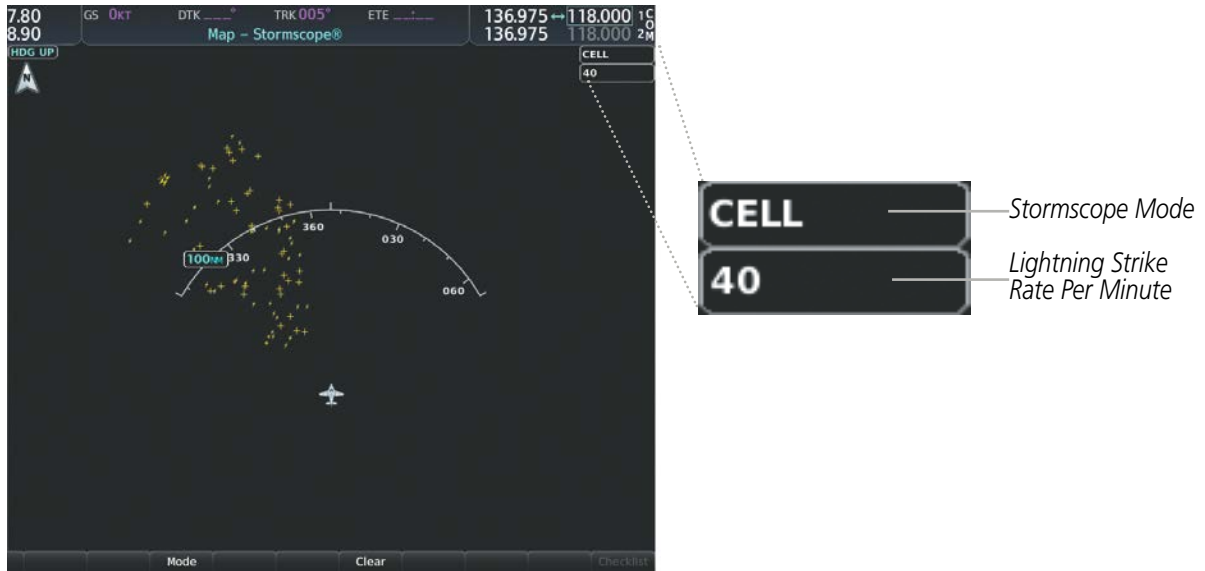 7.80 GS 0KT DTK ___° TRK 005° ETE __:__ 136.975 ↔ 118.000 1 C
8.90 Map – Stormscope® 136.975 118.000 2 M
O
HDG UP
N
CELL
40
360
030
100NM 330
060
Mode Clear Checklist
CELL
Stormscope Mode
40
Lightning Strike
Rate Per Minute